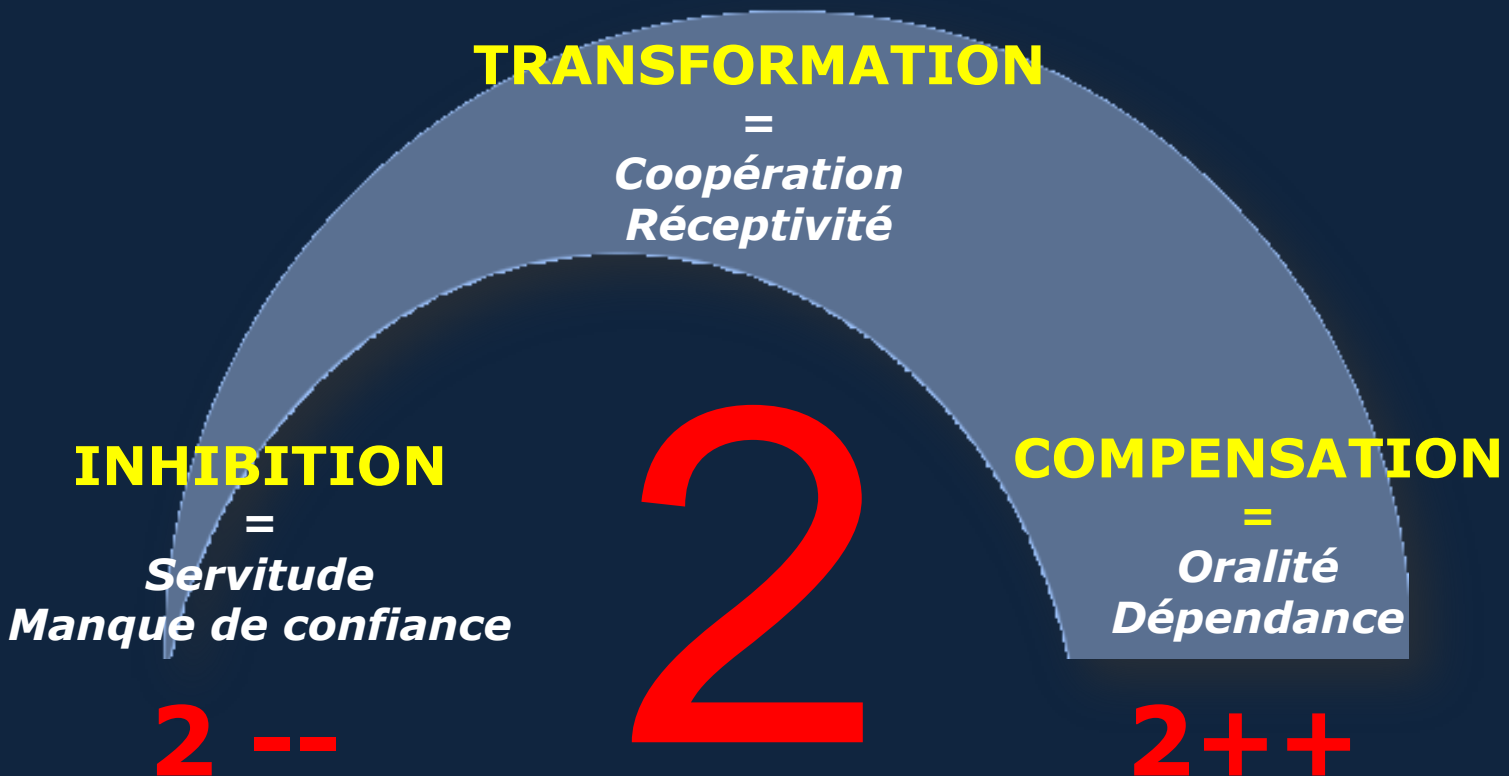 TRANSFORMATION
=
Coopération
Réceptivité
INHIBITION
=
Servitude
Manque de confiance
2 --
2
COMPENSATION
=
Oralité
Dépendance
2++